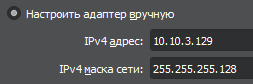 Настроить адаптер вручную
IPv4 адрес: 10.10.3.129
IPv4 маска сети: 255.255.255.128